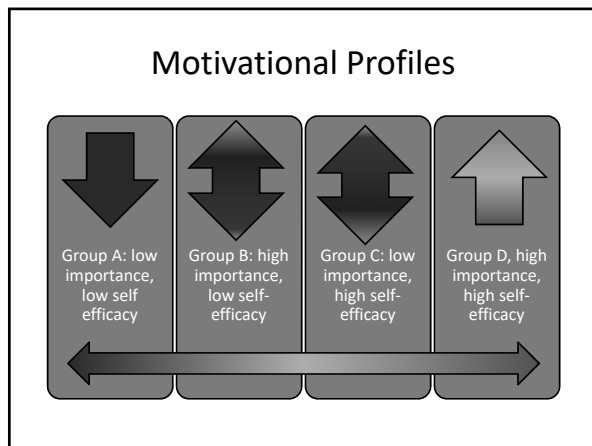 Motivational Profiles
Group A: low
importance,
low self
efficacy
Group B: high
importance,
low self-
efficacy
Group C: low
importance,
high self-
efficacy
Group D, high
importance,
high self-
efficacy